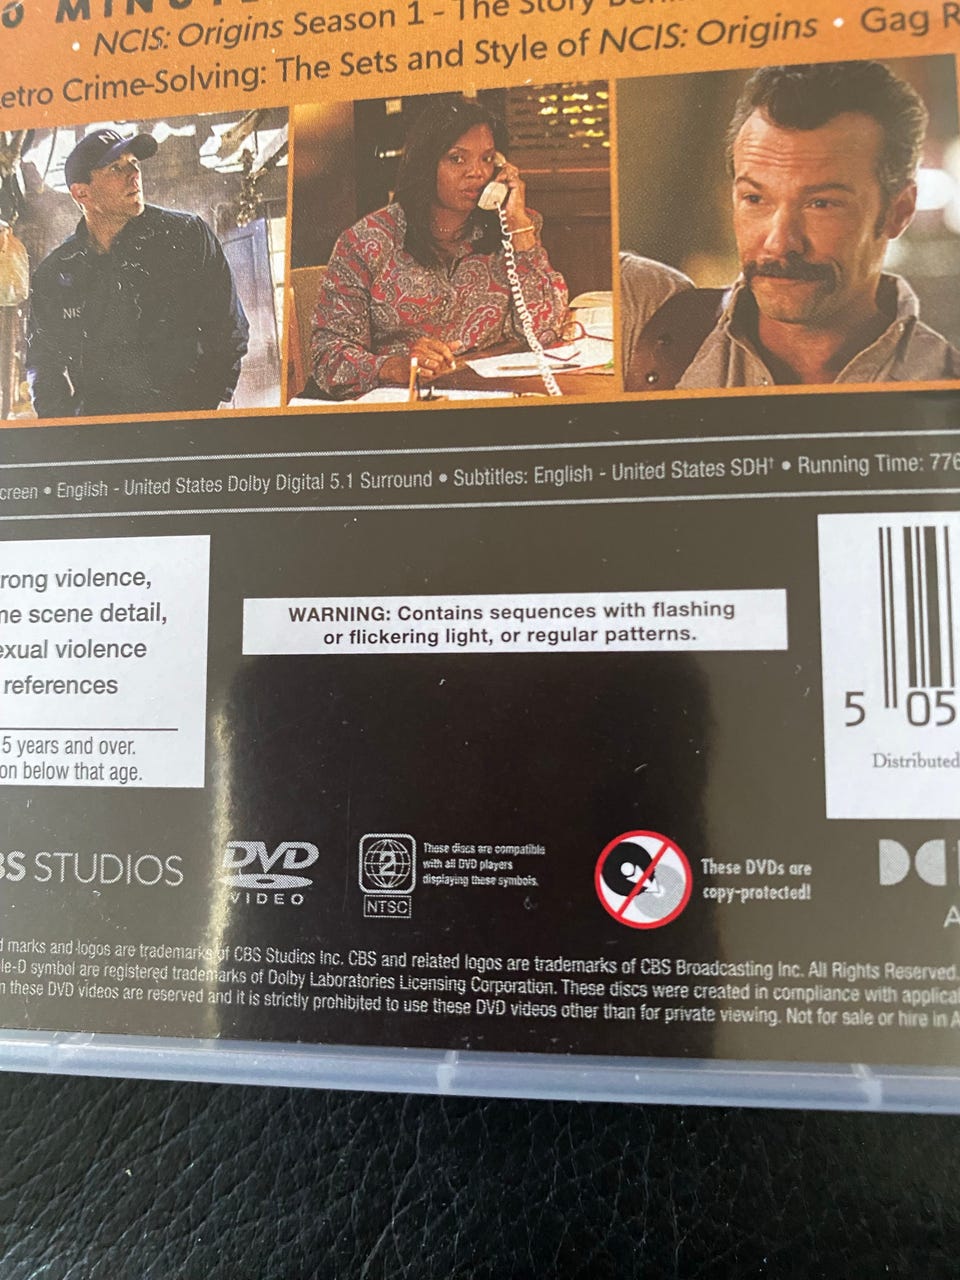 NCIS: Origins Season 1 - The Story
etro Crime-Solving: The Sets and Style of NCIS: Origins • Gag R
NIS
creen • English - United States Dolby Digital 5.1 Surround • Subtitles: English - United States SDH† • Running Time: 776
rong violence,
me scene detail,
exual violence
references
5 years and over.
on below that age.
WARNING: Contains sequences with flashing
or flickering light, or regular patterns.
5 05
Distributed
BS STUDIOS
DVD
VIDEO
2
NTSC
These discs are compatible
with all DVD players
displaying these symbols.
These DVDs are
copy-protected!
d marks and logos are trademarks of CBS Studios Inc. CBS and related logos are trademarks of CBS Broadcasting Inc. All Rights Reserved.
le-D symbol are registered trademarks of Dolby Laboratories Licensing Corporation. These discs were created in compliance with applical
n these DVD videos are reserved and it is strictly prohibited to use these DVD videos other than for private viewing. Not for sale or hire in A